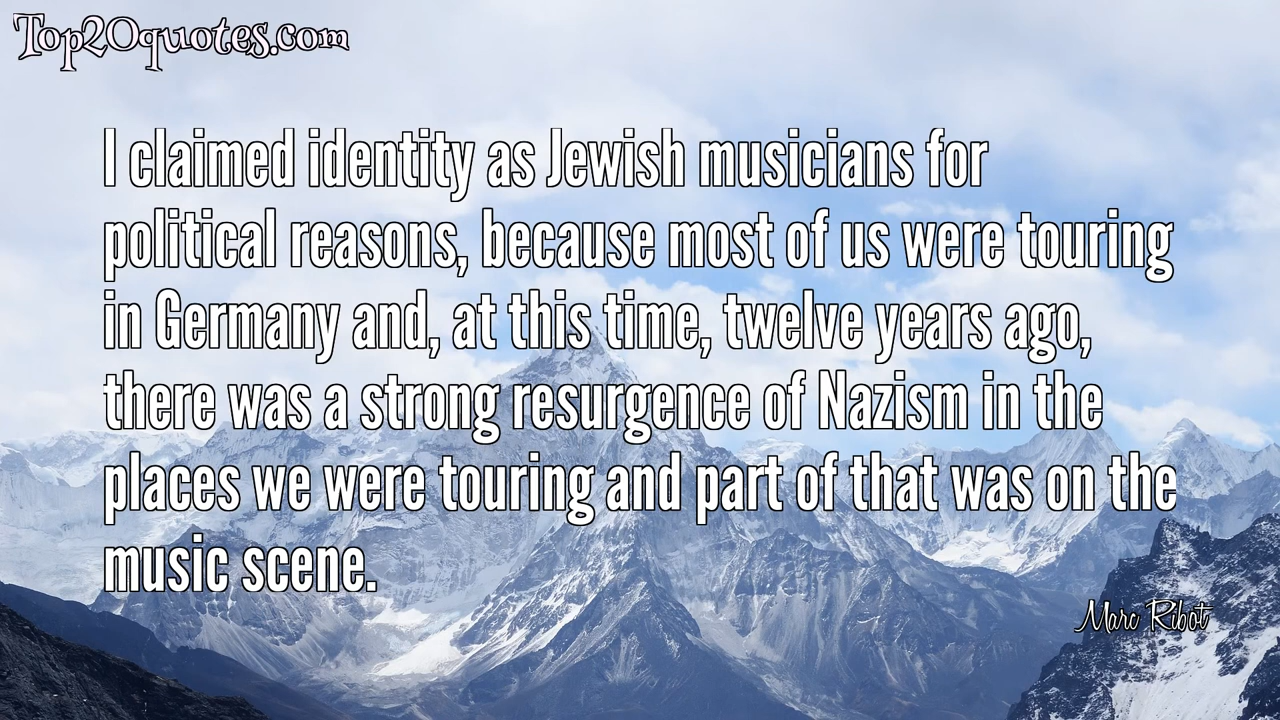 Top20quotes.com
I claimed identity as Jewish musicians for
political reasons, because most of us were touring
in Germany and, at this time, twelve years ago,
there was a strong resurgence of Nazism in the
places we were touring and part of that was on the
music scene.
Marc Ribot